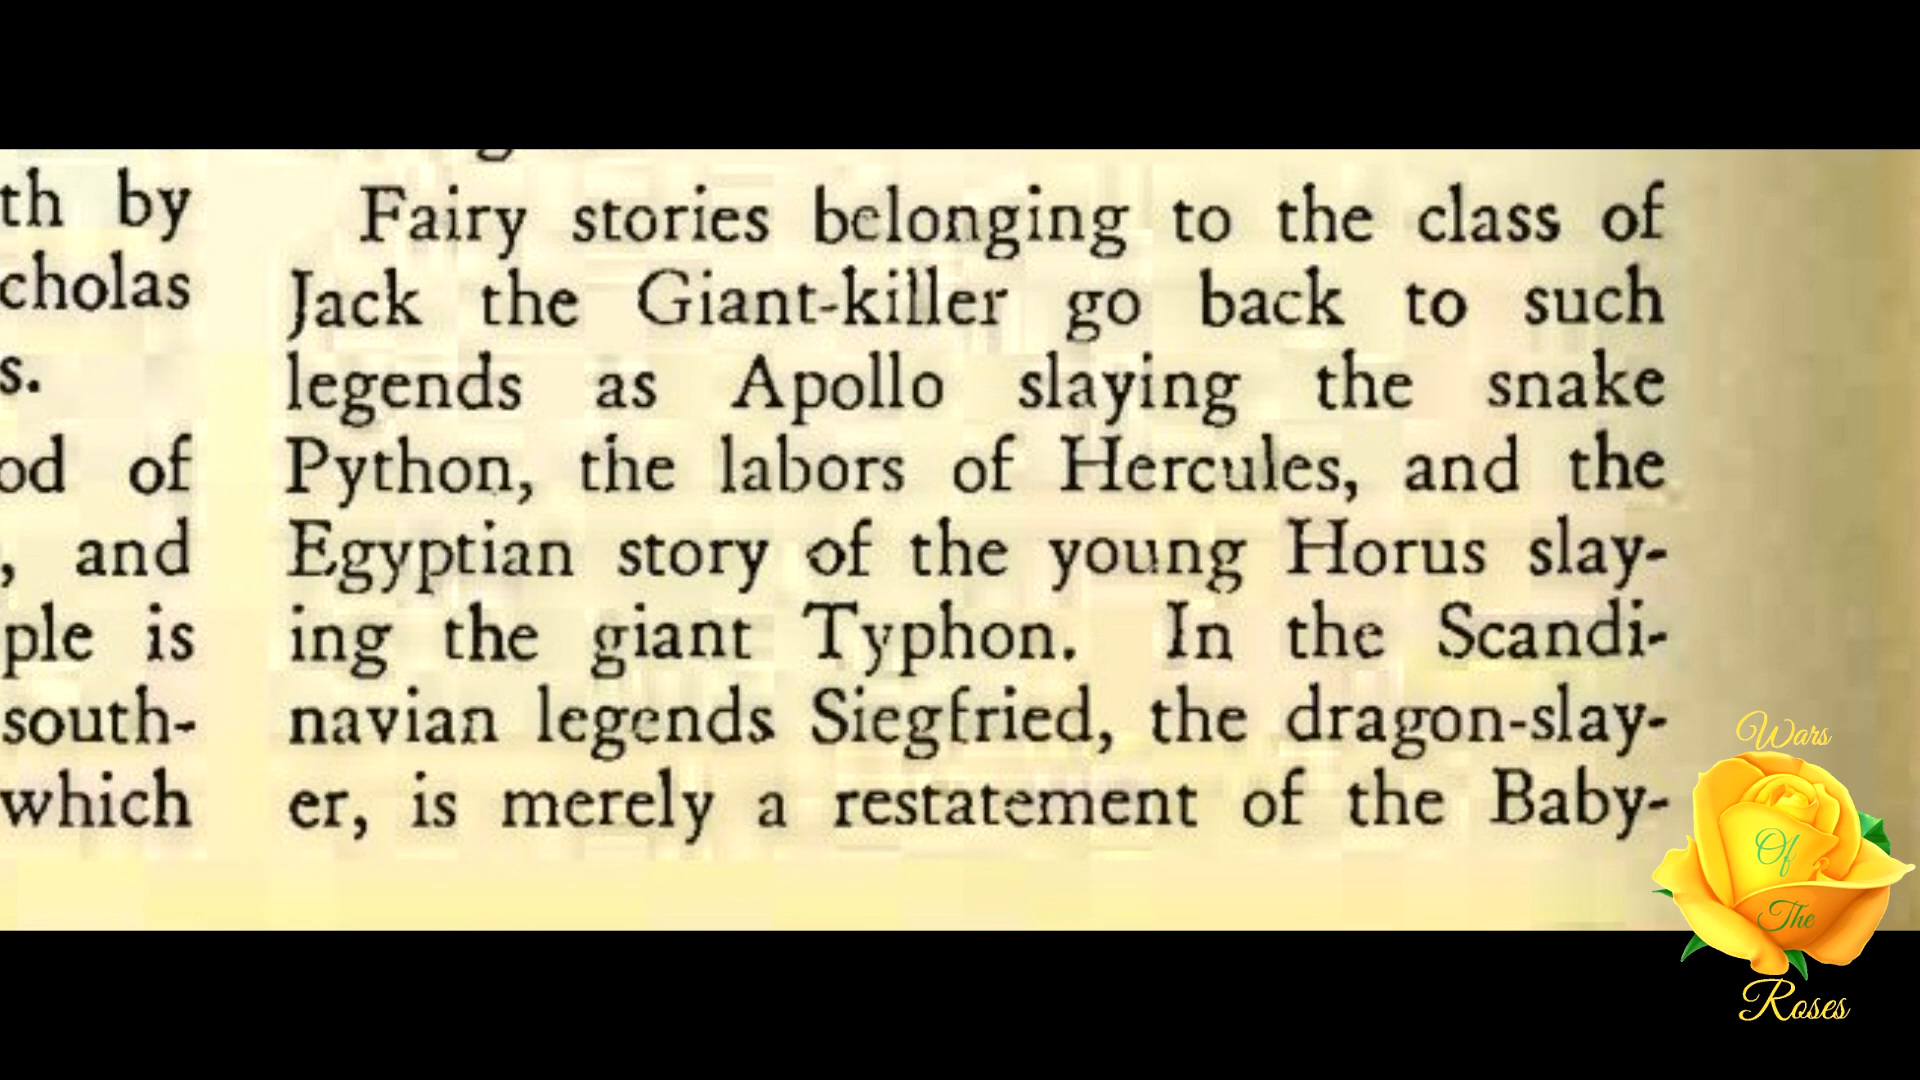 th by
cholas
s.
od of
, and
ple is
south-
which
Fairy stories belonging to the class of
Jack the Giant-killer go back to such
legends as Apollo slaying the snake
Python, the labors of Hercules, and the
Egyptian story of the young Horus slay-
ing the giant Typhon. In the Scandi-
navian legends Siegfried, the dragon-slay-
er, is merely a restatement of the Baby-
Wars
Of
The
Roses